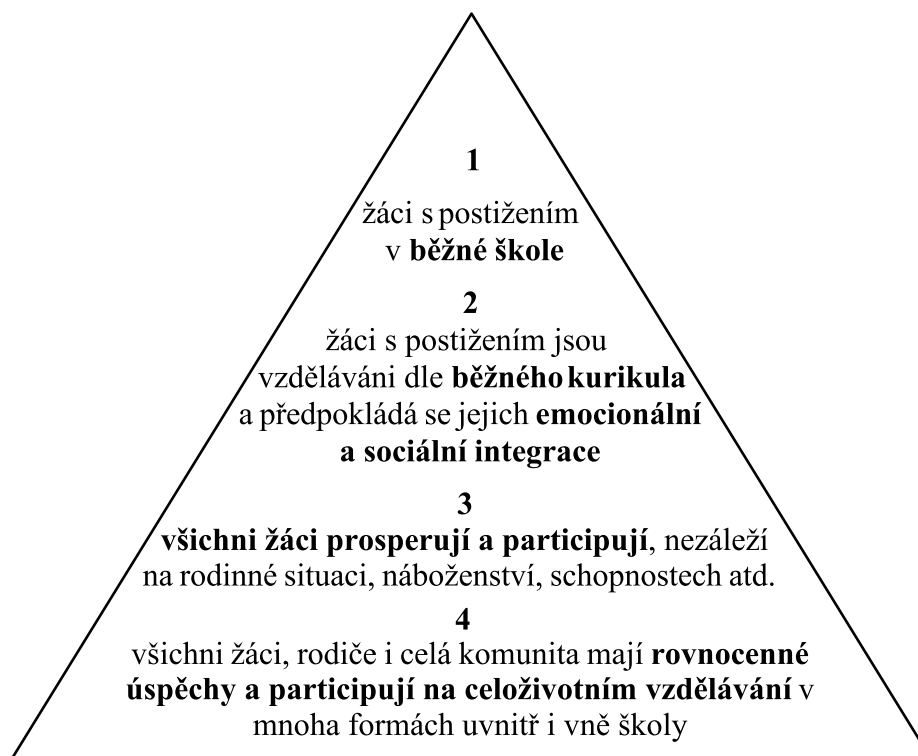 1
žáci s postižením
v běžné škole
2
žáci s postižením jsou
vzděláváni dle běžného kurikula
a předpokládá se jejich emocionální
a sociální integrace
3
všichni žáci prosperují a participují, nezáleží
na rodinné situaci, náboženství, schopnostech atd.
4
všichni žáci, rodiče i celá komunita mají rovnocenné
úspěchy a participují na celoživotním vzdělávání v
mnoha formách uvnitř i vně školy